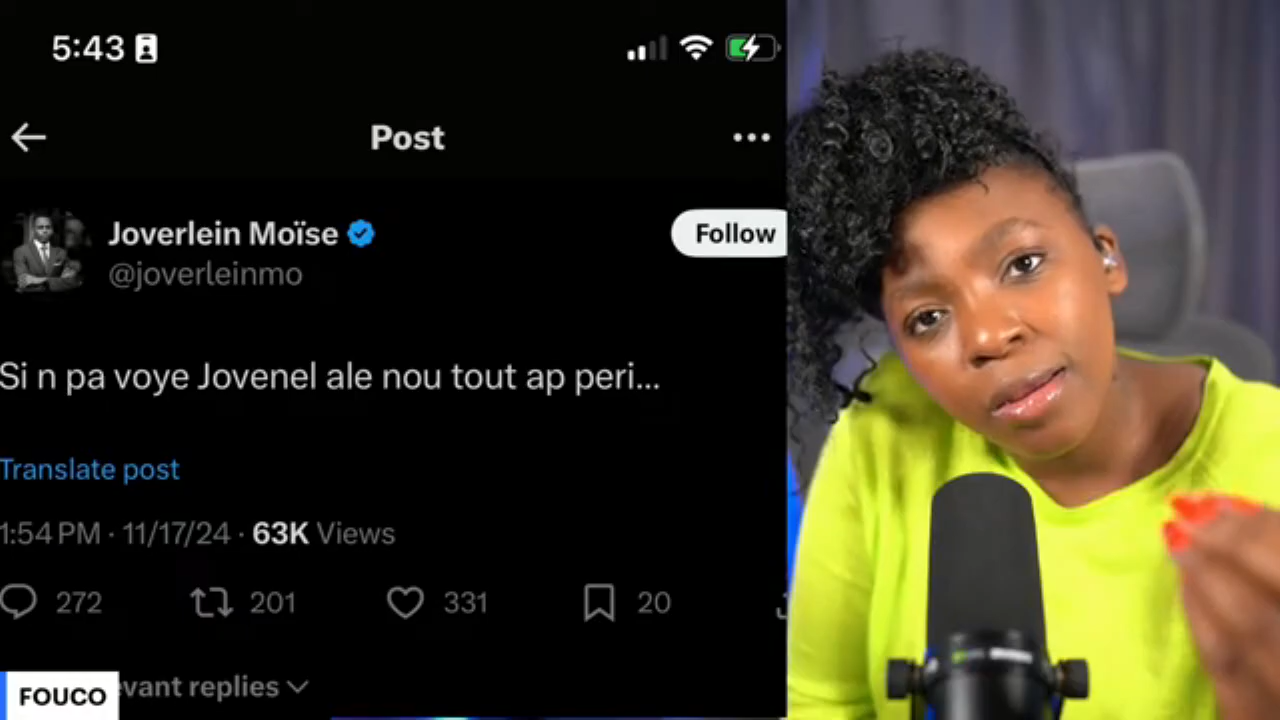 5:43
Post
Joverlein Moïse
Follow
@joverleinmo
Si n pa voye Jovenel ale nou tout ap peri...
Translate post
1:54 PM · 11/17/24 · 63K Views
272 201 331 20
evant replies
FOUCO